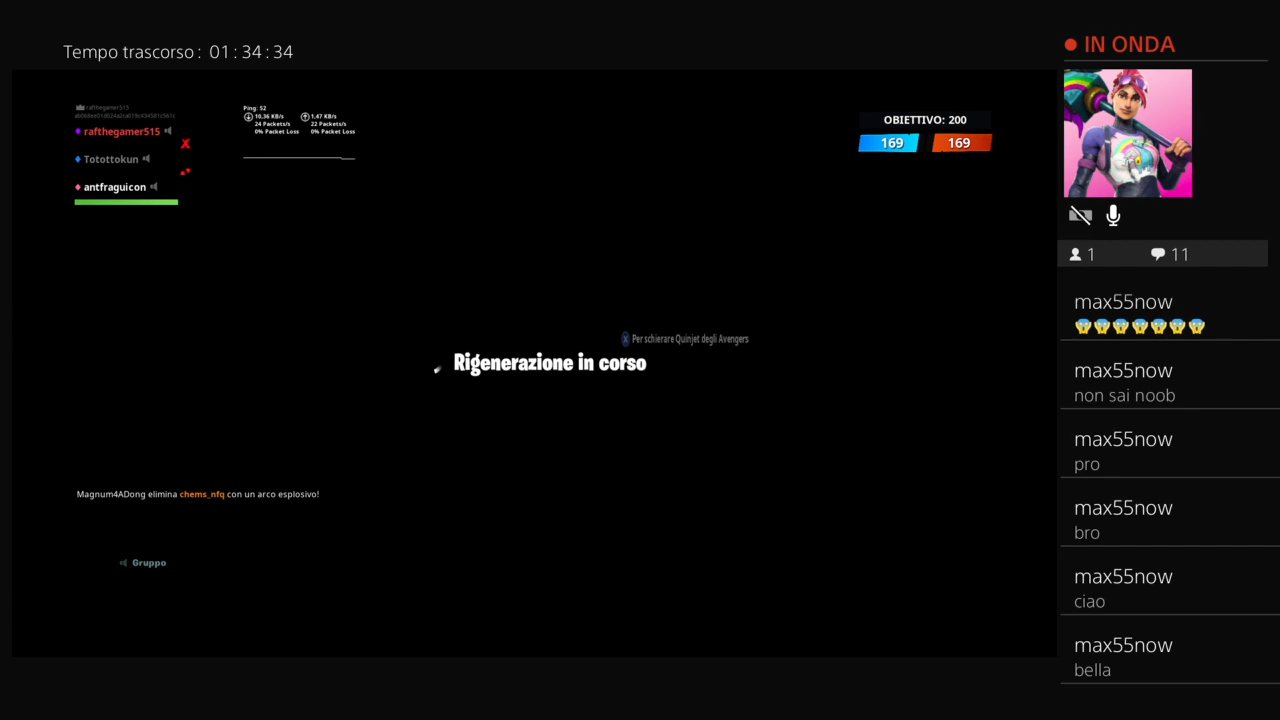 Tempo trascorso : 01 : 34 : 34
IN ONDA
rafthegamer515
rafthegamer515
Totottokun
antfraguicon
Ping: 52
10,36 KB/s
24 Packets/s
0% Packet Loss
1,47 KB/s
22 Packets/s
0% Packet Loss
OBIETTIVO: 200
169
169
X Per schierare Quinjet degli Avengers
Rigenerazione in corso
Magnum4ADong elimina chems_nfq con un arco esplosivo!
Gruppo
1
11
max55now
😱😱😱😱😱😱😱
max55now
non sai noob
max55now
pro
max55now
bro
max55now
ciao
max55now
bella